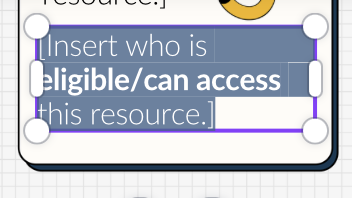 resource.]
[Insert who is
eligible/can access
this resource.]